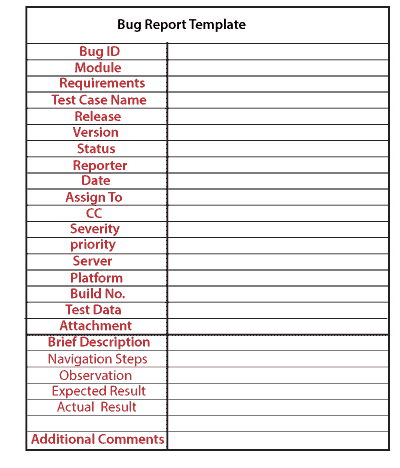 Bug Report Template
Bug ID
Module
Requirements
Test Case Name
Release
Version
Status
Reporter
Date
Assign To
CC
Severity
priority
Server
Platform
Build No.
Test Data
Attachment
Brief Description
Navigation Steps
Observation
Expected Result
Actual Result
Additional Comments